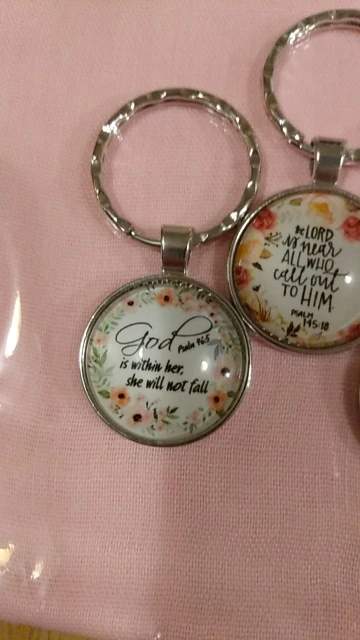 God
Psalm 46:5
is within her,
she will not fall
the LORD
is near
ALL WHO
call out
TO HIM.
PSALM
145:18